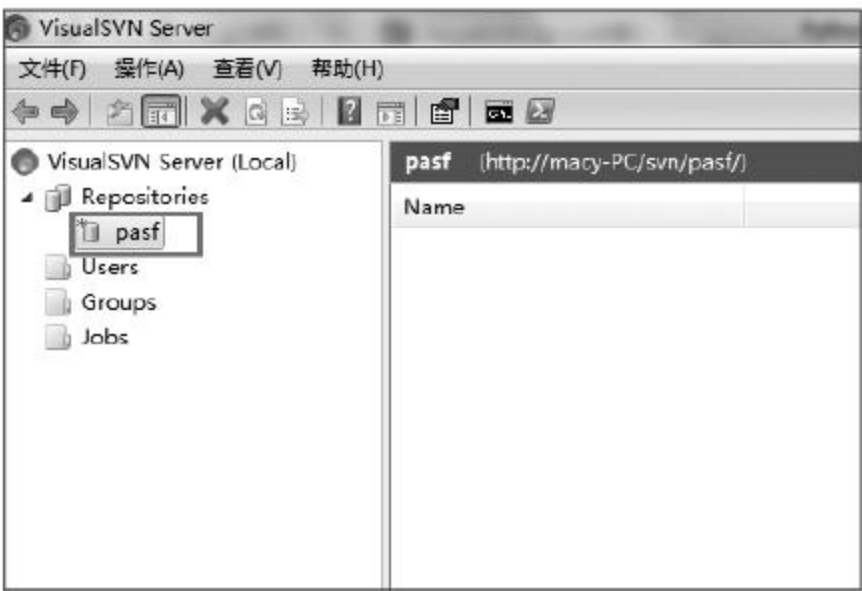 VisualSVN Server
文件(F) 操作(A) 查看(V) 帮助(H)
VisualSVN Server (Local)
Repositories
pasf
Users
Groups
Jobs
pasf (http://macy-PC/svn/pasf/)
Name